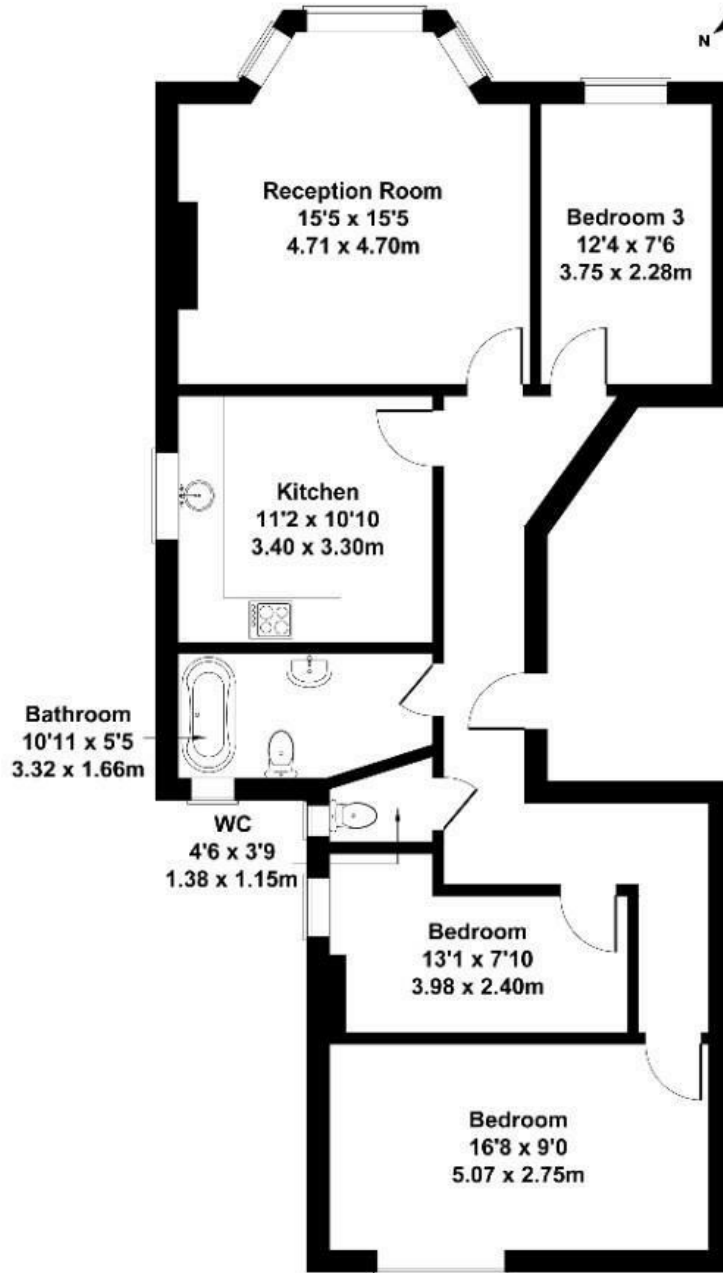 N
Reception Room
15'5 x 15'5
4.71 x 4.70m
Bedroom 3
12'4 x 7'6
3.75 x 2.28m
Kitchen
11'2 x 10'10
3.40 x 3.30m
Bathroom
10'11 x 5'5
3.32 x 1.66m
WC
4'6 x 3'9
1.38 x 1.15m
Bedroom
13'1 x 7'10
3.98 x 2.40m
Bedroom
16'8 x 9'0
5.07 x 2.75m